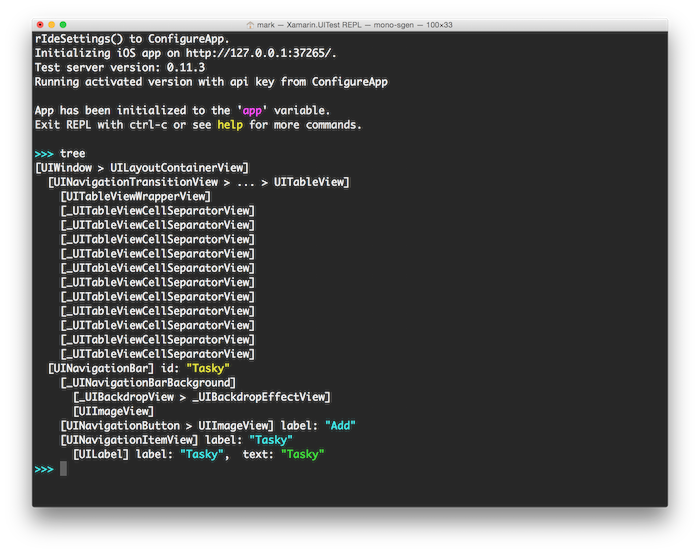 mark — Xamarin.UITest REPL — mono-sgen — 100×33
rIdeSettings() to ConfigureApp.
Initializing iOS app on http://127.0.0.1:37265/.
Test server version: 0.11.3
Running activated version with api key from ConfigureApp
App has been initialized to the 'app' variable.
Exit REPL with ctrl-c or see help for more commands.
>>> tree
[UIWindow > UILayoutContainerView]
[UINavigationTransitionView > ... > UITableView]
[UITableViewWrapperView]
[_UITableViewCellSeparatorView]
[_UITableViewCellSeparatorView]
[_UITableViewCellSeparatorView]
[_UITableViewCellSeparatorView]
[_UITableViewCellSeparatorView]
[_UITableViewCellSeparatorView]
[_UITableViewCellSeparatorView]
[_UITableViewCellSeparatorView]
[_UITableViewCellSeparatorView]
[_UITableViewCellSeparatorView]
[_UITableViewCellSeparatorView]
[UINavigationBar] id: "Tasky"
[_UINavigationBarBackground]
[_UIBackdropView > _UIBackdropEffectView]
[UIImageView]
[UINavigationButton > UIImageView] label: "Add"
[UINavigationItemView] label: "Tasky"
[UILabel] label: "Tasky",  text: "Tasky"
>>>